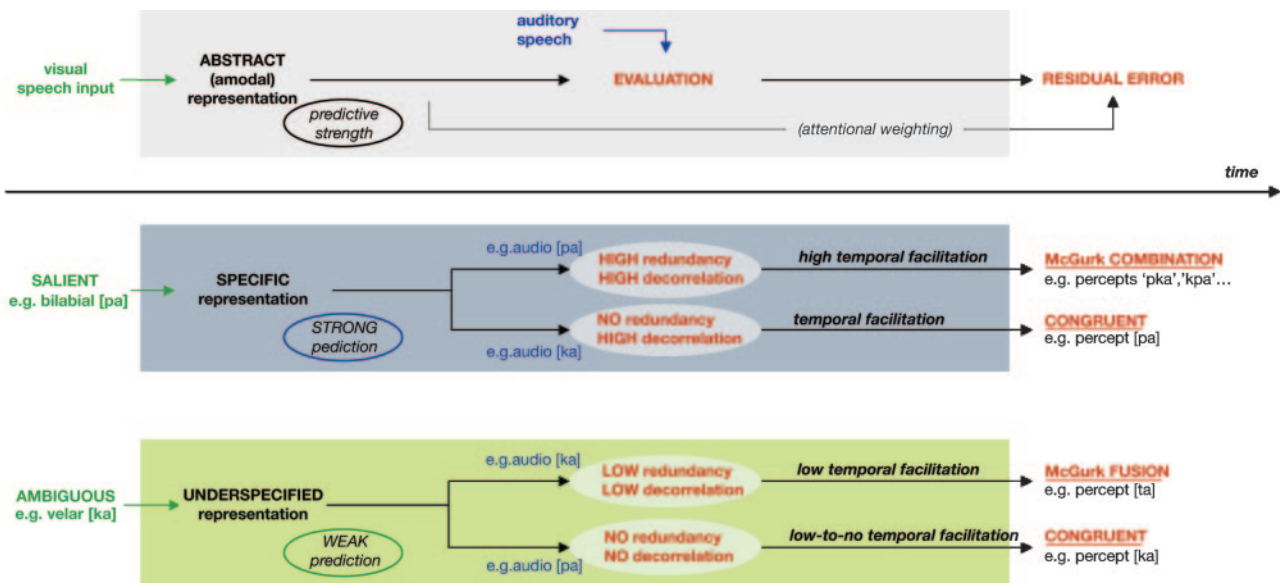 auditory
speech
visual
speech input
ABSTRACT
(amodal)
representation
EVALUATION
RESIDUAL ERROR
predictive
strength
(attentional weighting)
time
SALIENT
e.g. bilabial [pa]
SPECIFIC
representation
STRONG
pediction
e.g.audio [pa]
HIGH redundancy
HIGH decorrelation
high temporal facilitation
McGurk COMBINATION
e.g. percepts ‘pka’,’kpa’...
e.g.audio [ka]
NO redundancy
HIGH decorrelation
temporal facilitation
CONGRUENT
e.g. percept [pa]
AMBIGUOUS
e.g. velar [ka]
UNDERSPECIFIED
representation
WEAK
prediction
e.g.audio [ka]
LOW redundancy
LOW decorrelation
low temporal facilitation
McGurk FUSION
e.g. percept [ta]
e.g.audio [pa]
NO redundancy
NO decorrelation
low-to-no temporal facilitation
CONGRUENT
e.g. percept [ka]